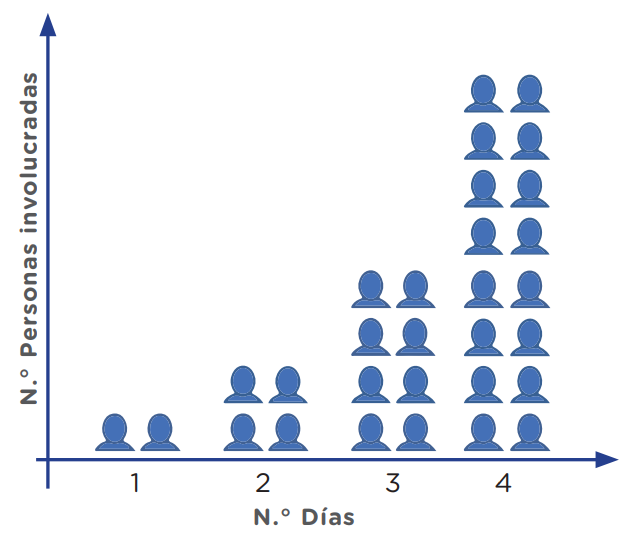 N.° Personas involucradas
1 2 3 4
N.° Días